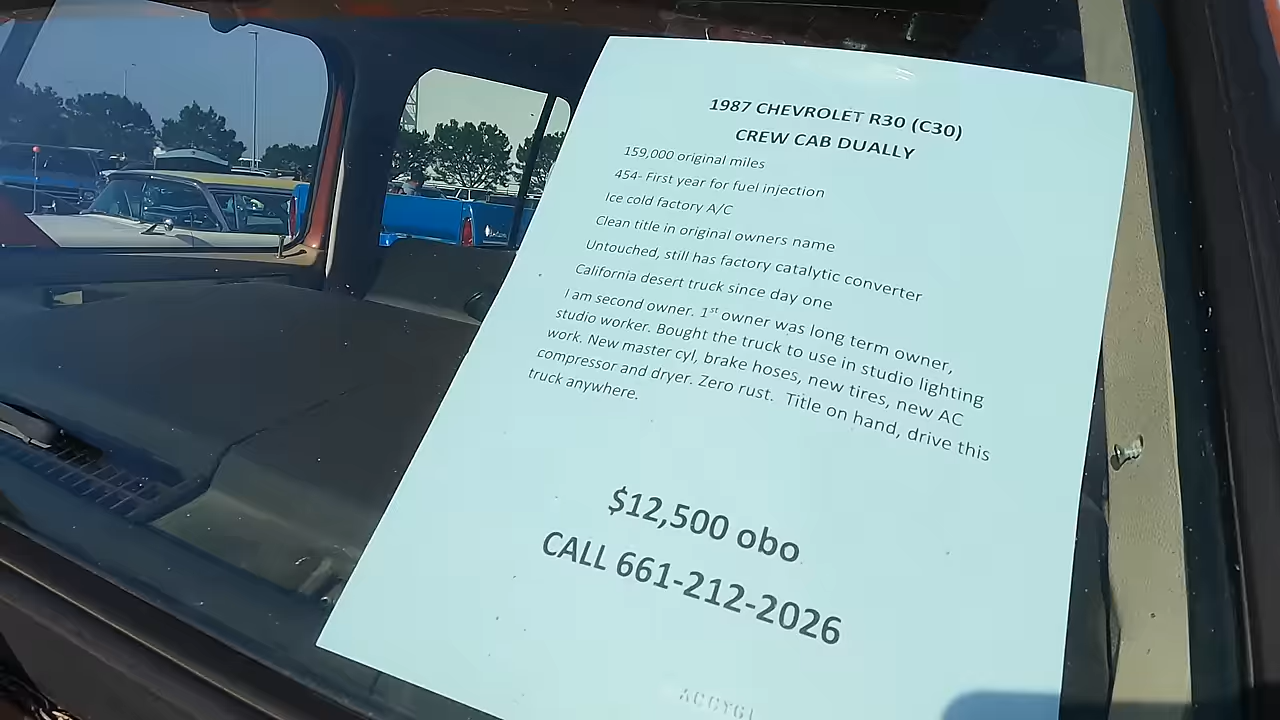 1987 CHEVROLET R30 (C30)
CREW CAB DUALLY
159,000 original miles
454- First year for fuel injection
Ice cold factory A/C
Clean title in original owners name
Untouched, still has factory catalytic converter
California desert truck since day one
I am second owner. 1st owner was long term owner,
studio worker. Bought the truck to use in studio lighting
work. New master cyl, brake hoses, new tires, new AC
compressor and dryer. Zero rust. Title on hand, drive this
truck anywhere.
$12,500 obo
CALL 661-212-2026